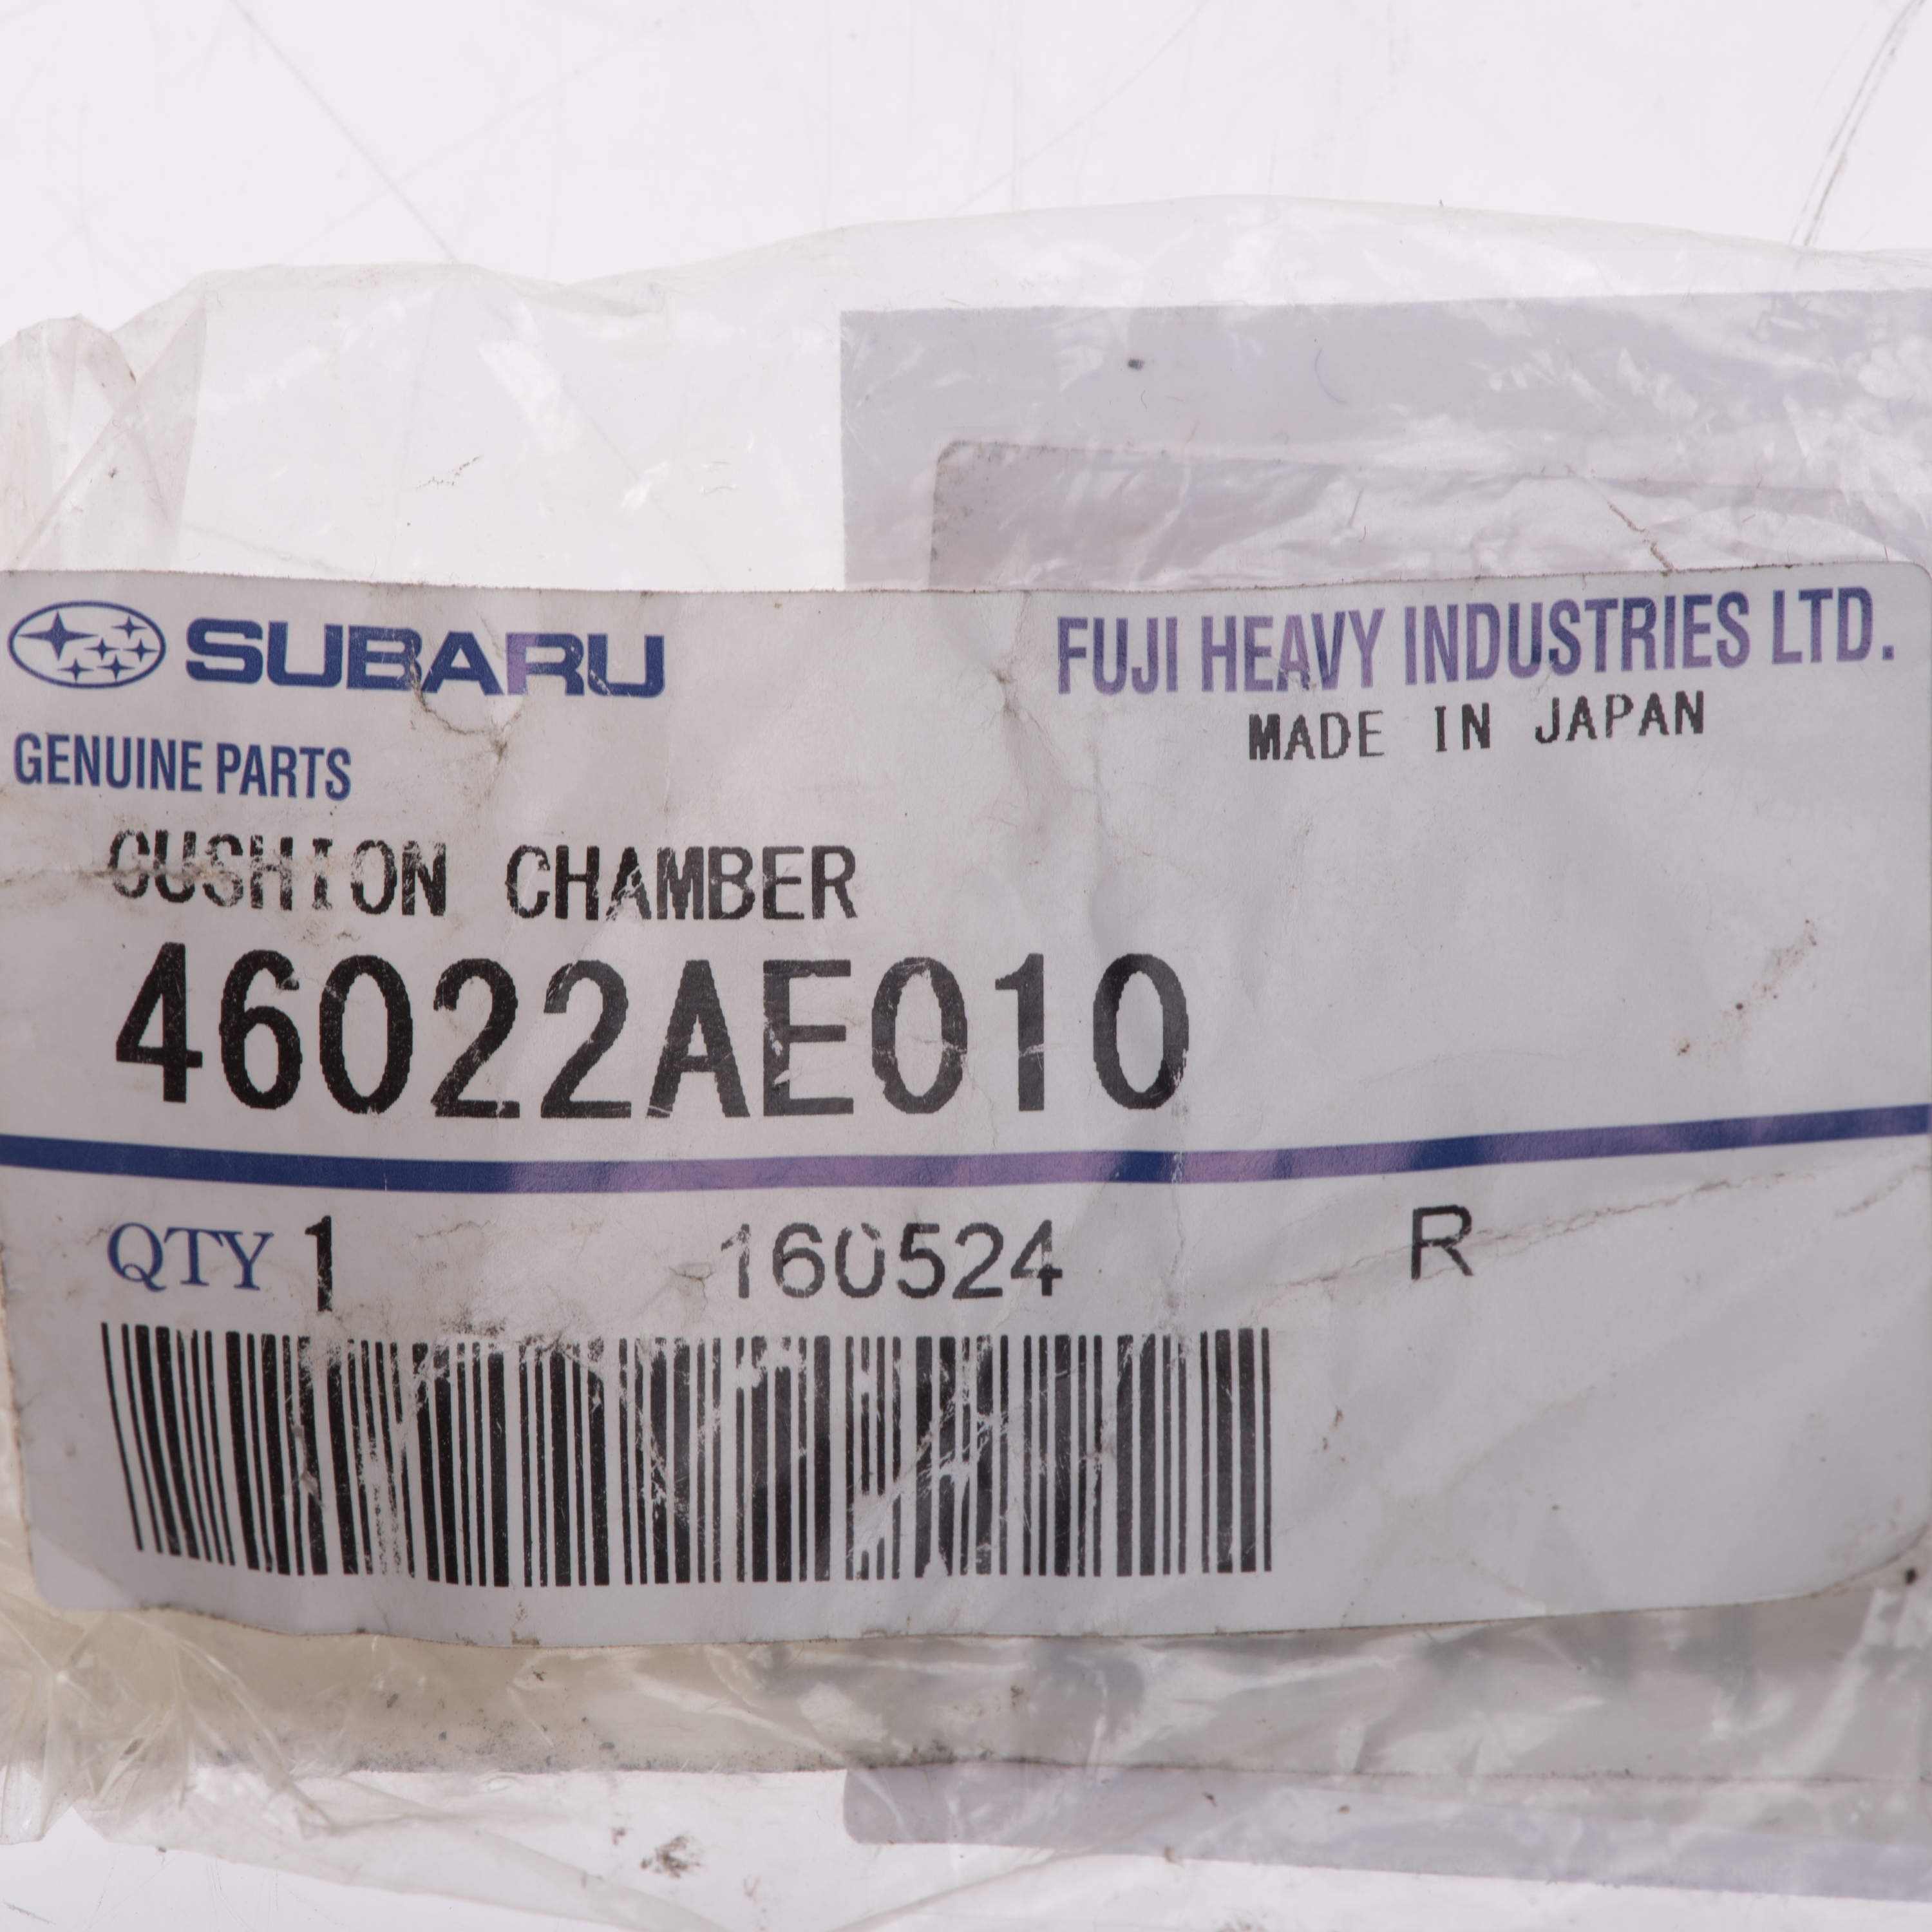 SUBARU
FUJI HEAVY INDUSTRIES LTD.
MADE IN JAPAN
GENUINE PARTS
CUSHION CHAMBER
46022AE010
QTY 1 160524 R